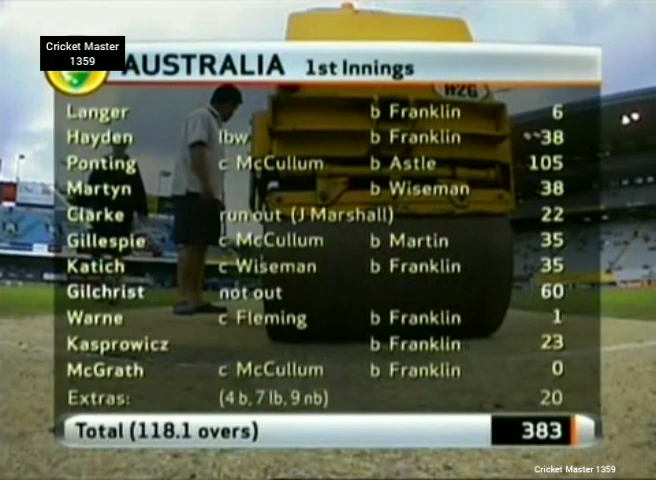 Cricket Master
1359
AUSTRALIA 1st Innings
H26
Langer b Franklin 6
Hayden lbw b Franklin 38
Ponting c McCullum b Astle 105
Martyn b Wiseman 38
Clarke run out (J Marshall) 22
Gillespie c McCullum b Martin 35
Katich c Wiseman b Franklin 35
Gilchrist not out 60
Warne c Fleming b Franklin 1
Kasprowicz b Franklin 23
McGrath c McCullum b Franklin 0
Extras: (4 b, 7 lb, 9 nb) 20
Total (118.1 overs) 383
Cricket Master 1359